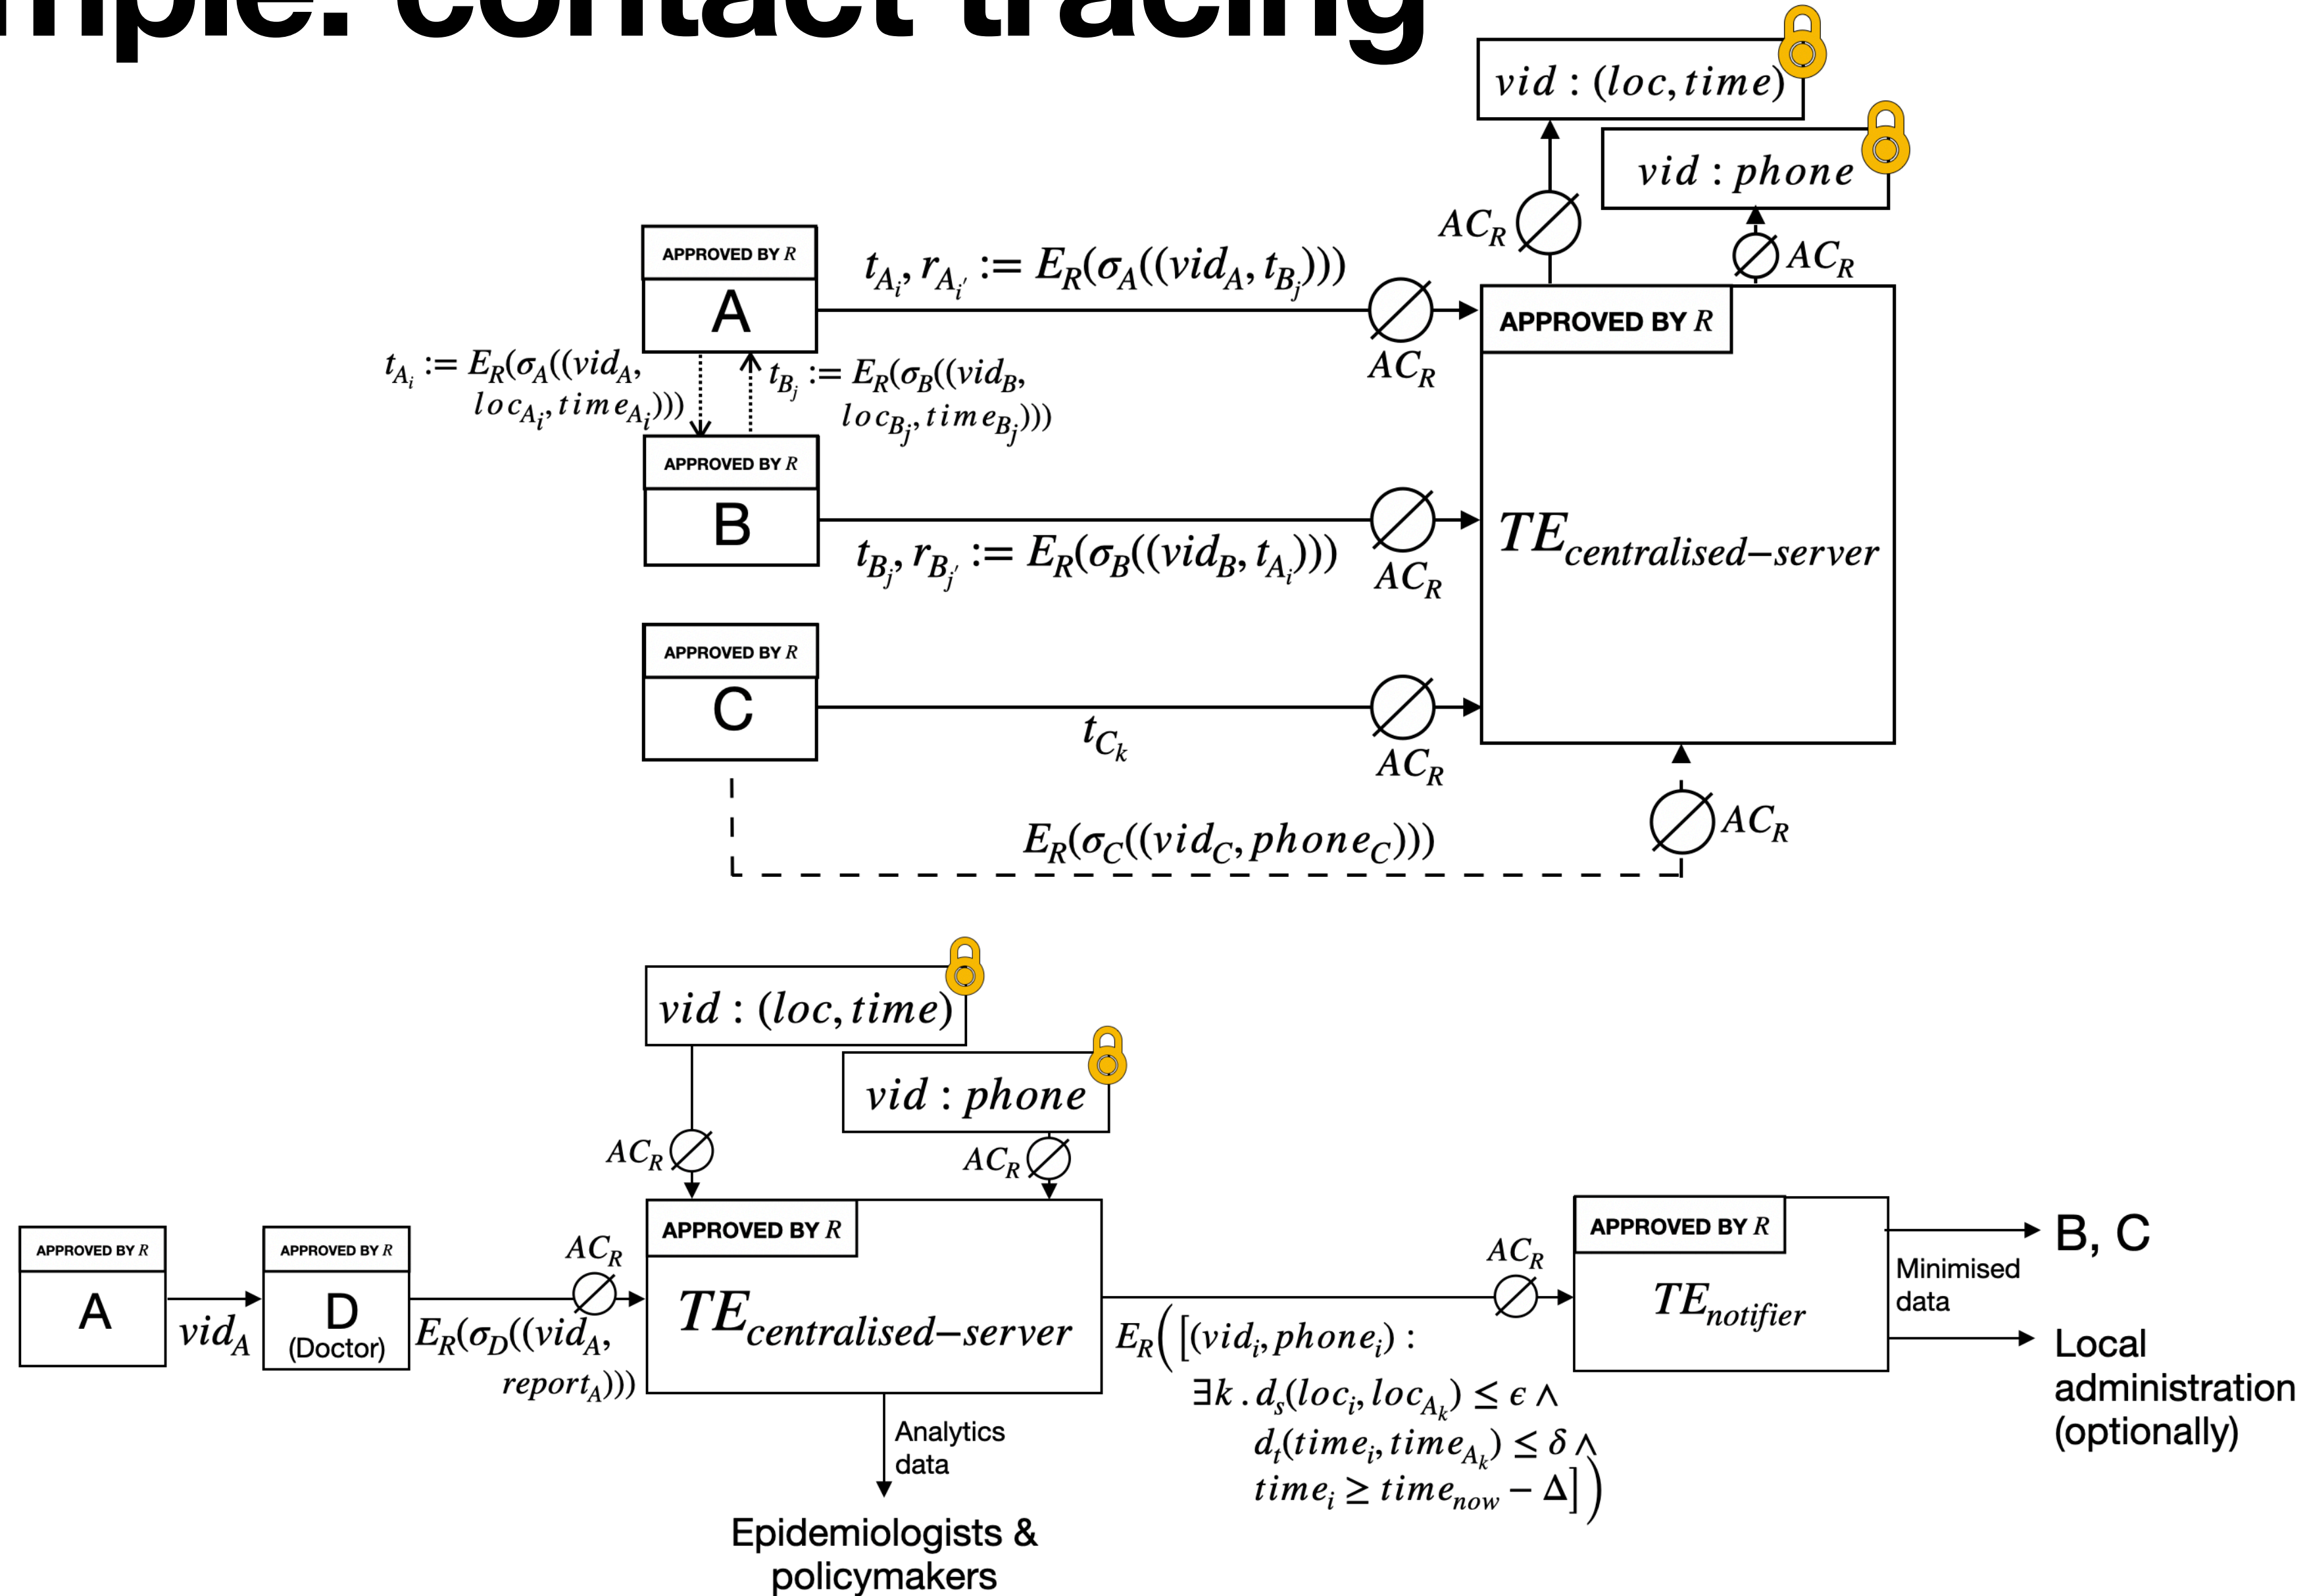 mple: contact tracing
vid : (loc, time)
vid : phone
AC_R
AC_R
APPROVED BY R
A
t_{A_i}, r_{A_{i'}} := E_R(σ_A((vid_A, t_{B_j})))
AC_R
APPROVED BY R
t_{A_i} := E_R(σ_A((vid_A,
loc_{A_i}, time_{A_i})))
t_{B_j} := E_R(σ_B((vid_B,
loc_{B_j}, time_{B_j})))
APPROVED BY R
B
t_{B_j}, r_{B_{j'}} := E_R(σ_B((vid_B, t_{A_i})))
AC_R
TE_{centralised−server}
APPROVED BY R
C
t_{C_k}
AC_R
E_R(σ_C((vid_C, phone_C)))
AC_R
vid : (loc, time)
vid : phone
AC_R
AC_R
APPROVED BY R
A
vid_A
APPROVED BY R
D
(Doctor)
AC_R
E_R(σ_D((vid_A,
report_A)))
APPROVED BY R
TE_{centralised−server}
Analytics
data
Epidemiologists &
policymakers
E_R([(vid_i, phone_i) :
∃k . d_s(loc_i, loc_{A_k}) ≤ ϵ ∧
d_t(time_i, time_{A_k}) ≤ δ ∧
time_i ≥ time_{now} − Δ])
AC_R
APPROVED BY R
TE_{notifier}
B, C
Minimised
data
Local
administration
(optionally)